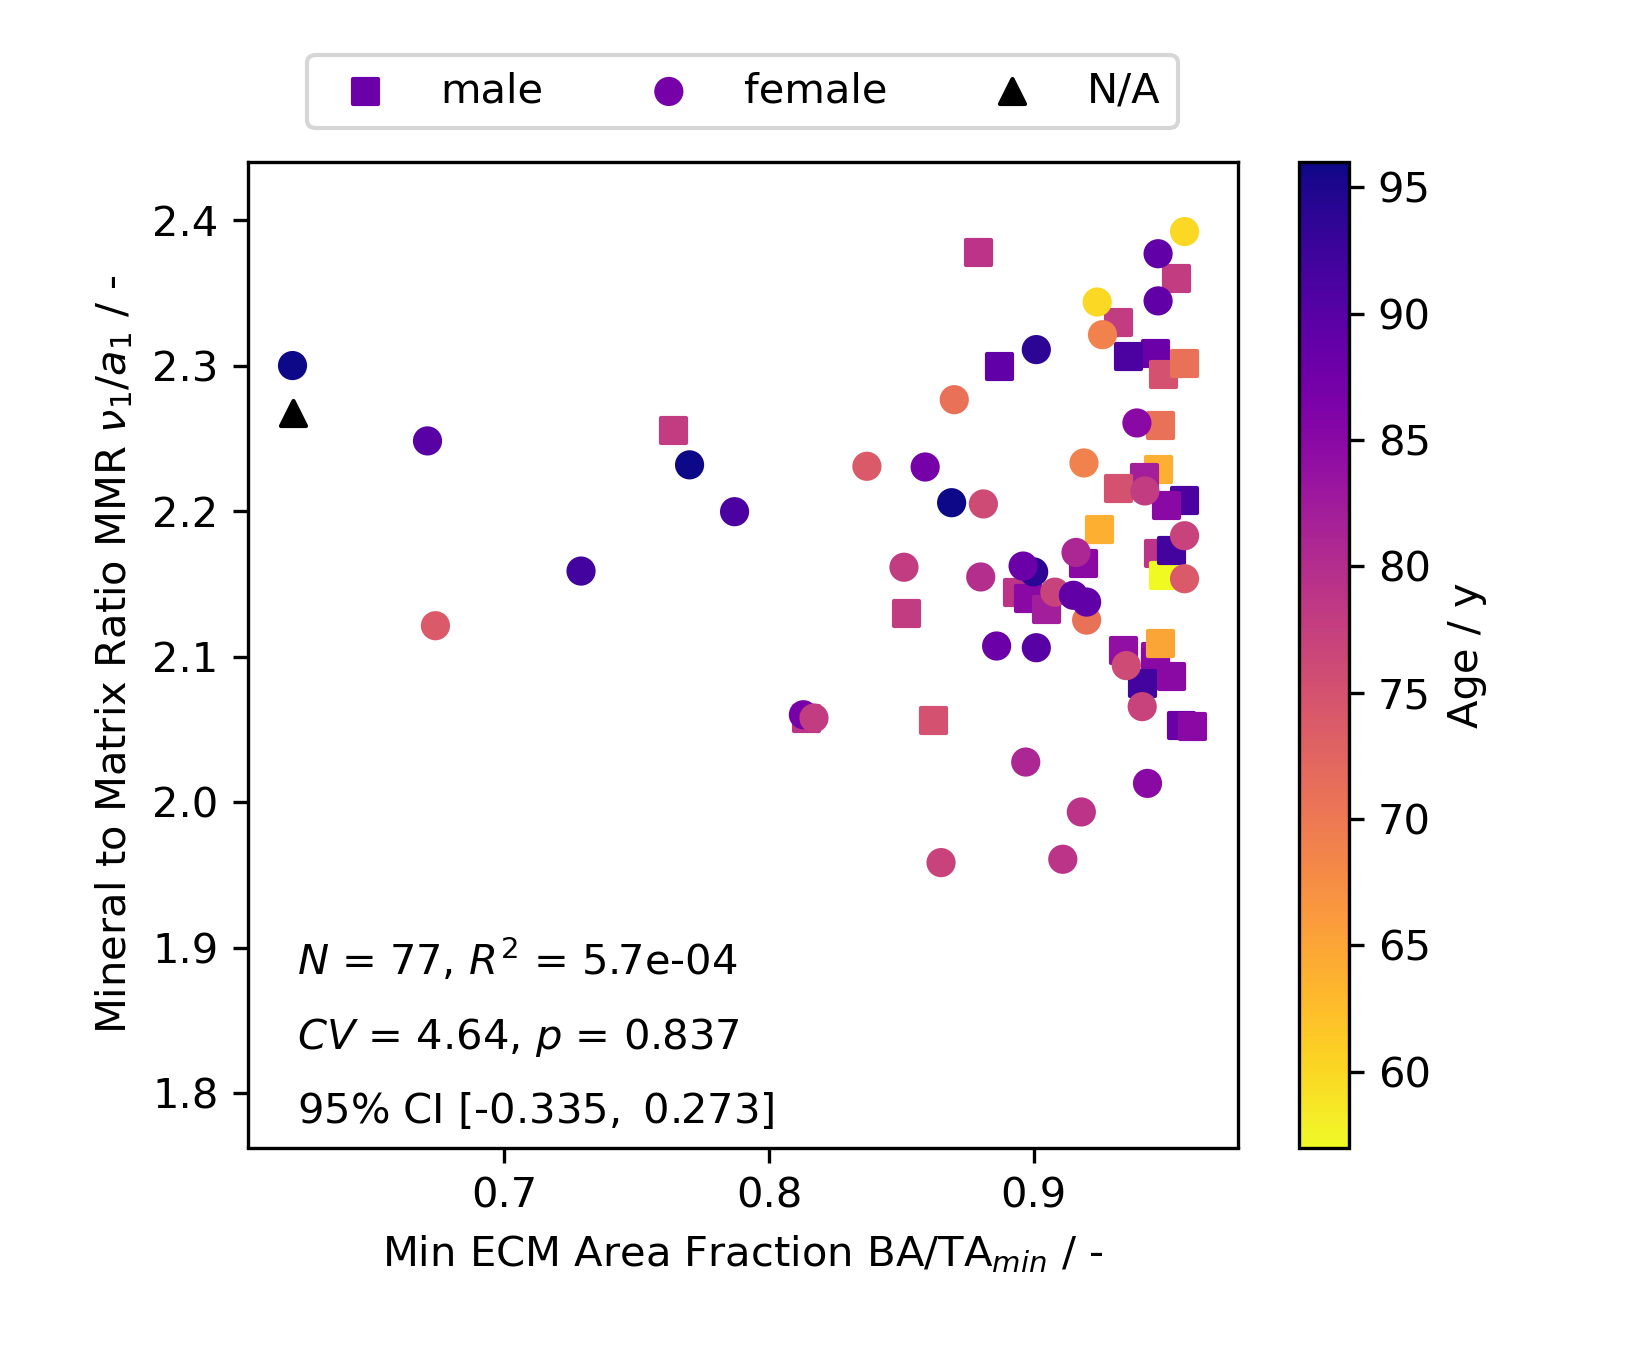 male female N/A
2.4
2.3
2.2
2.1
2.0
1.9
1.8
Mineral to Matrix Ratio MMR ν₁/a₁ / -
N = 77, R² = 5.7e-04
CV = 4.64, p = 0.837
95% CI [-0.335, 0.273]
0.7 0.8 0.9
Min ECM Area Fraction BA/TAmin / -
95
90
85
80
75
70
65
60
Age / y